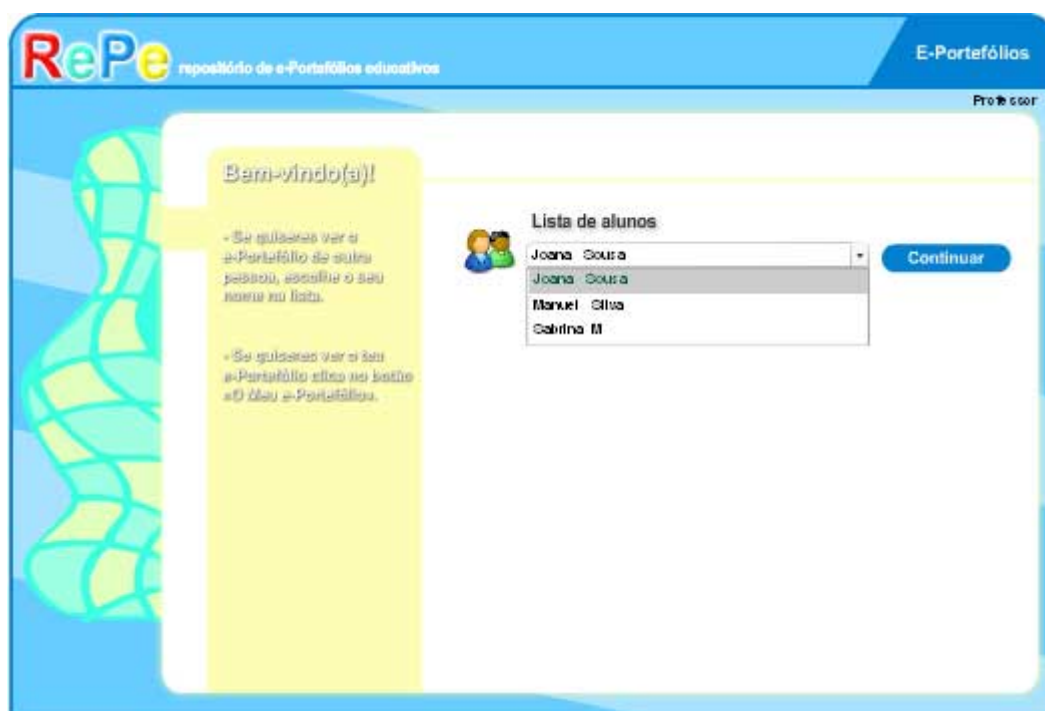 RePe repositório de e-Portefólios educativos
E-Portefólios
Professor
Bem-vindo(a)!
- Se quiseres ver o
e-Portefólio de outra
pessoa, escolhe o seu
nome na lista.
- Se quiseres ver o teu
e-Portefólio clica no botão
«O Meu e-Portefólio».
Lista de alunos
Joana Sousa
Continuar
Joana Sousa
Manuel Silva
Sabrina M